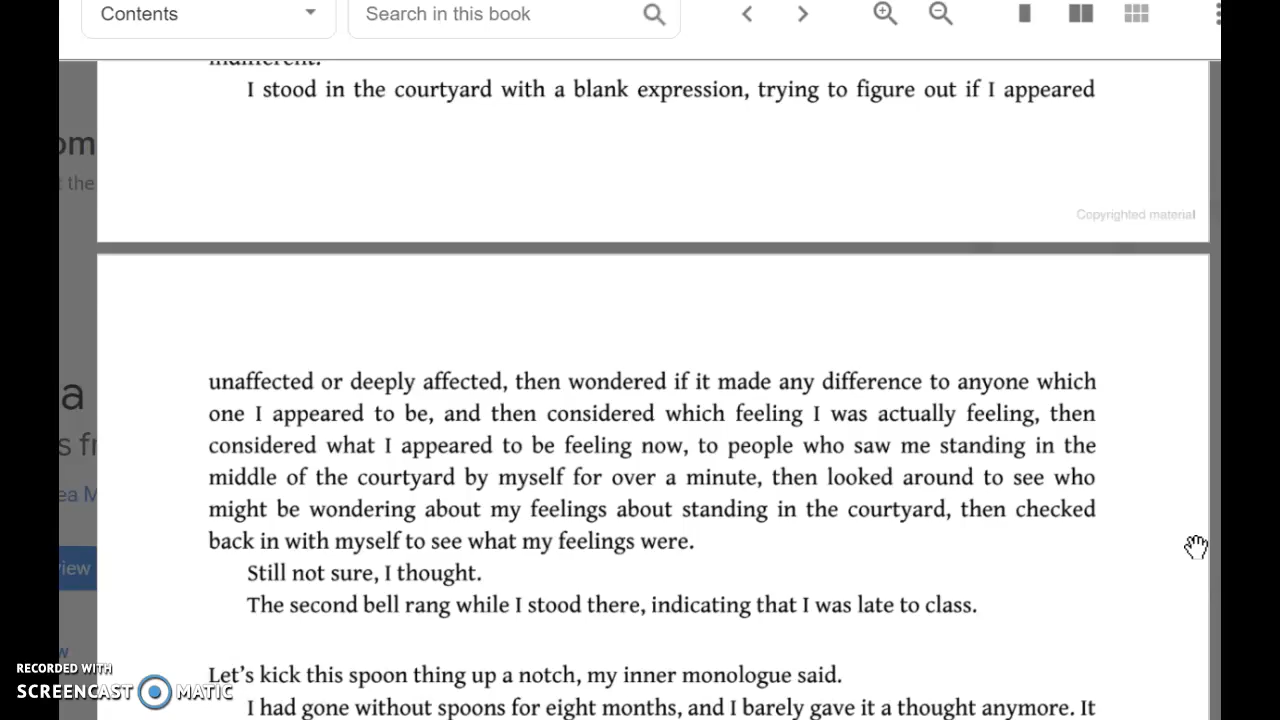 Contents
Search in this book
indifferent.
I stood in the courtyard with a blank expression, trying to figure out if I appeared
om
t the
Copyrighted material
unaffected or deeply affected, then wondered if it made any difference to anyone which
one I appeared to be, and then considered which feeling I was actually feeling, then
considered what I appeared to be feeling now, to people who saw me standing in the
middle of the courtyard by myself for over a minute, then looked around to see who
might be wondering about my feelings about standing in the courtyard, then checked
back in with myself to see what my feelings were.
a
s fr
ea M
view
w
Still not sure, I thought.
The second bell rang while I stood there, indicating that I was late to class.
Let's kick this spoon thing up a notch, my inner monologue said.
I had gone without spoons for eight months, and I barely gave it a thought anymore. It
RECORDED WITH
SCREENCAST MATIC